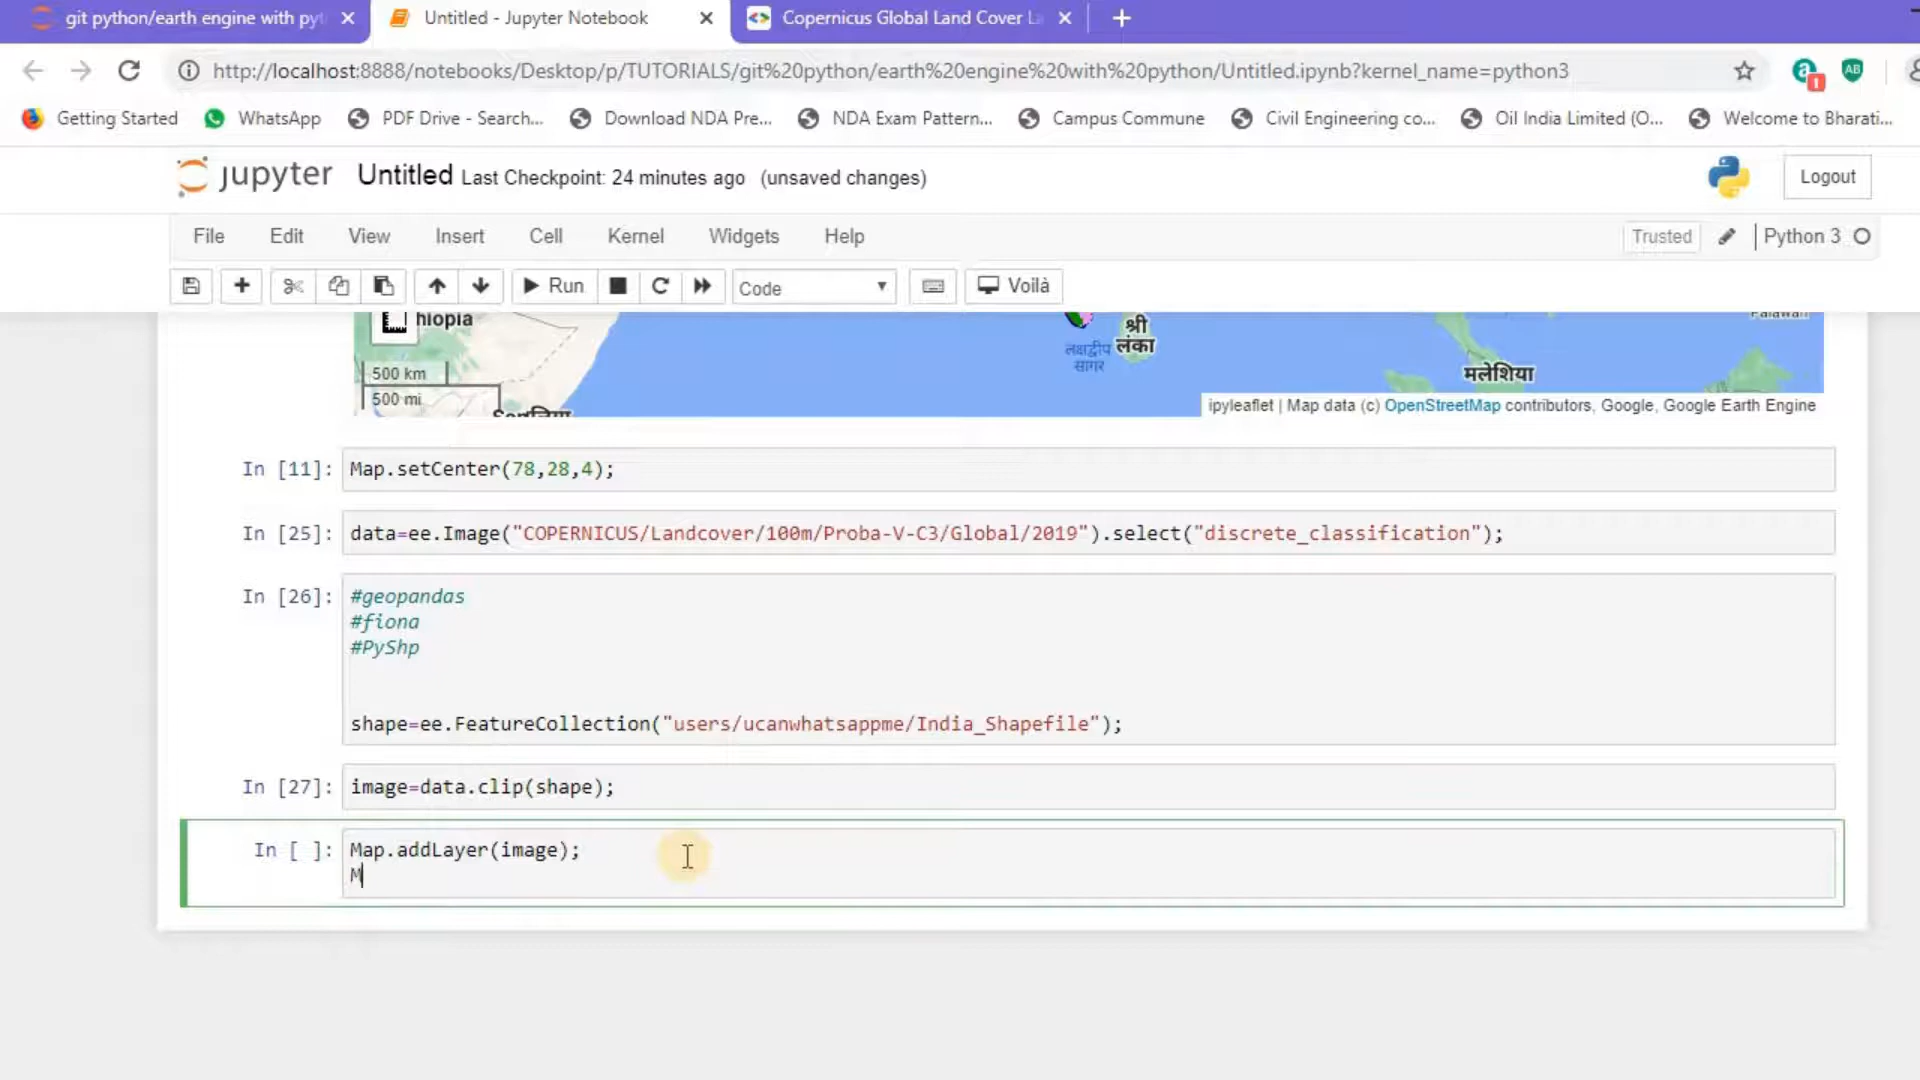 git python/earth engine with pyt
Untitled - Jupyter Notebook
Copernicus Global Land Cover L
http://localhost:8888/notebooks/Desktop/p/TUTORIALS/git%20python/earth%20engine%20with%20python/Untitled.ipynb?kernel_name=python3
Getting Started WhatsApp PDF Drive - Search... Download NDA Pre... NDA Exam Pattern... Campus Commune Civil Engineering co... Oil India Limited (O... Welcome to Bharati...
jupyter Untitled Last Checkpoint: 24 minutes ago (unsaved changes) Logout
File Edit View Insert Cell Kernel Widgets Help Trusted Python 3
Run Code Voilà
hiopia
श्री
लंका
लक्षद्वीप
सागर
मलेशिया
Palawan
500 km
500 mi
ipyleaflet | Map data (c) OpenStreetMap contributors, Google, Google Earth Engine
In [11]: Map.setCenter(78,28,4);
In [25]: data=ee.Image("COPERNICUS/Landcover/100m/Proba-V-C3/Global/2019").select("discrete_classification");
In [26]: #geopandas
#fiona
#PyShp
shape=ee.FeatureCollection("users/ucanwhatsappme/India_Shapefile");
In [27]: image=data.clip(shape);
In [ ]: Map.addLayer(image);
M